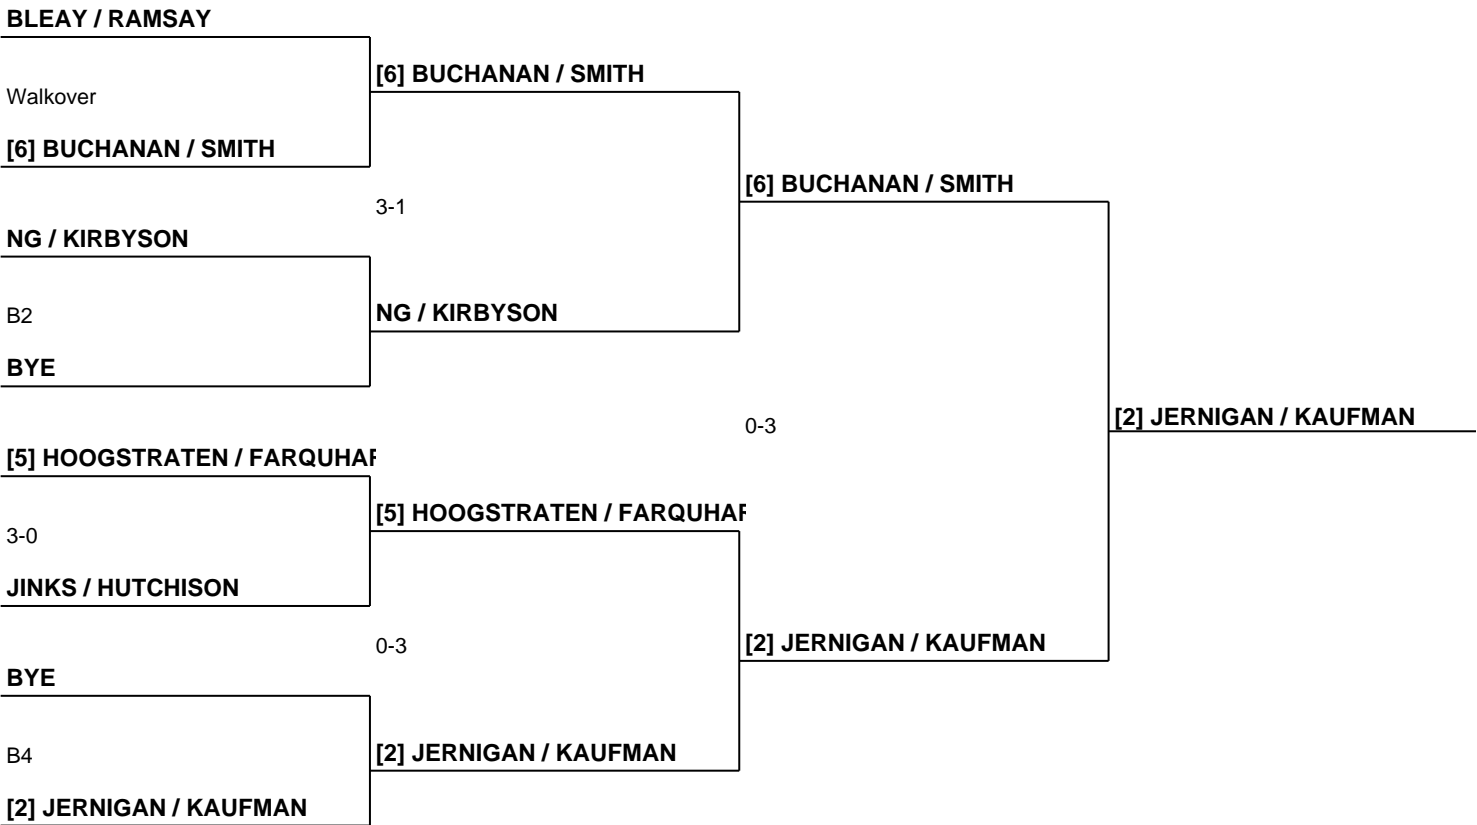 BLEAY / RAMSAY
Walkover
[6] BUCHANAN / SMITH
NG / KIRBYSON
B2
BYE
[5] HOOGSTRATEN / FARQUHAR
3-0
JINKS / HUTCHISON
BYE
B4
[2] JERNIGAN / KAUFMAN
[6] BUCHANAN / SMITH
3-1
NG / KIRBYSON
[5] HOOGSTRATEN / FARQUHAR
0-3
[2] JERNIGAN / KAUFMAN
[6] BUCHANAN / SMITH
0-3
[2] JERNIGAN / KAUFMAN
[2] JERNIGAN / KAUFMAN